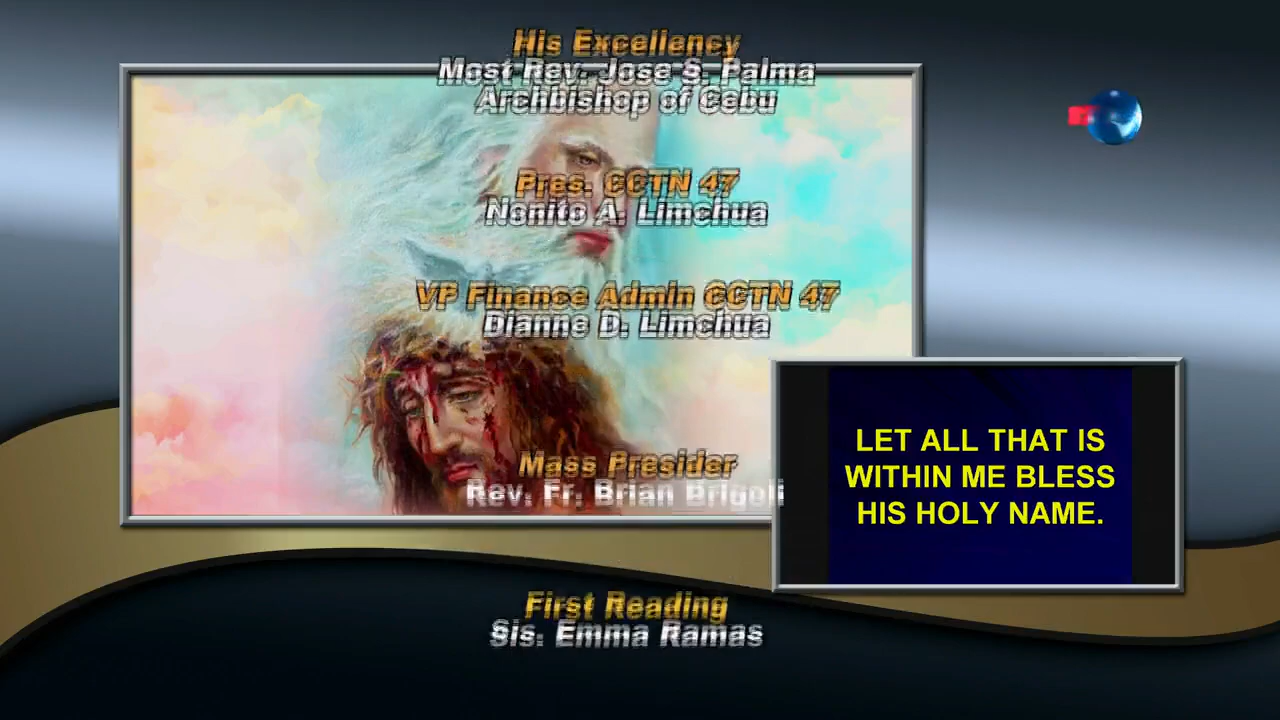 His Excellency
Most Rev. Jose S. Palma
Archbishop of Cebu
Pres. CCTN 47
Nonito A. Limchua
VP Finance Admin CCTN 47
Dianne D. Limchua
Mass Presider
Rev. Fr. Brian Brigoli
First Reading
Sis. Emma Ramas
LET ALL THAT IS
WITHIN ME BLESS
HIS HOLY NAME.